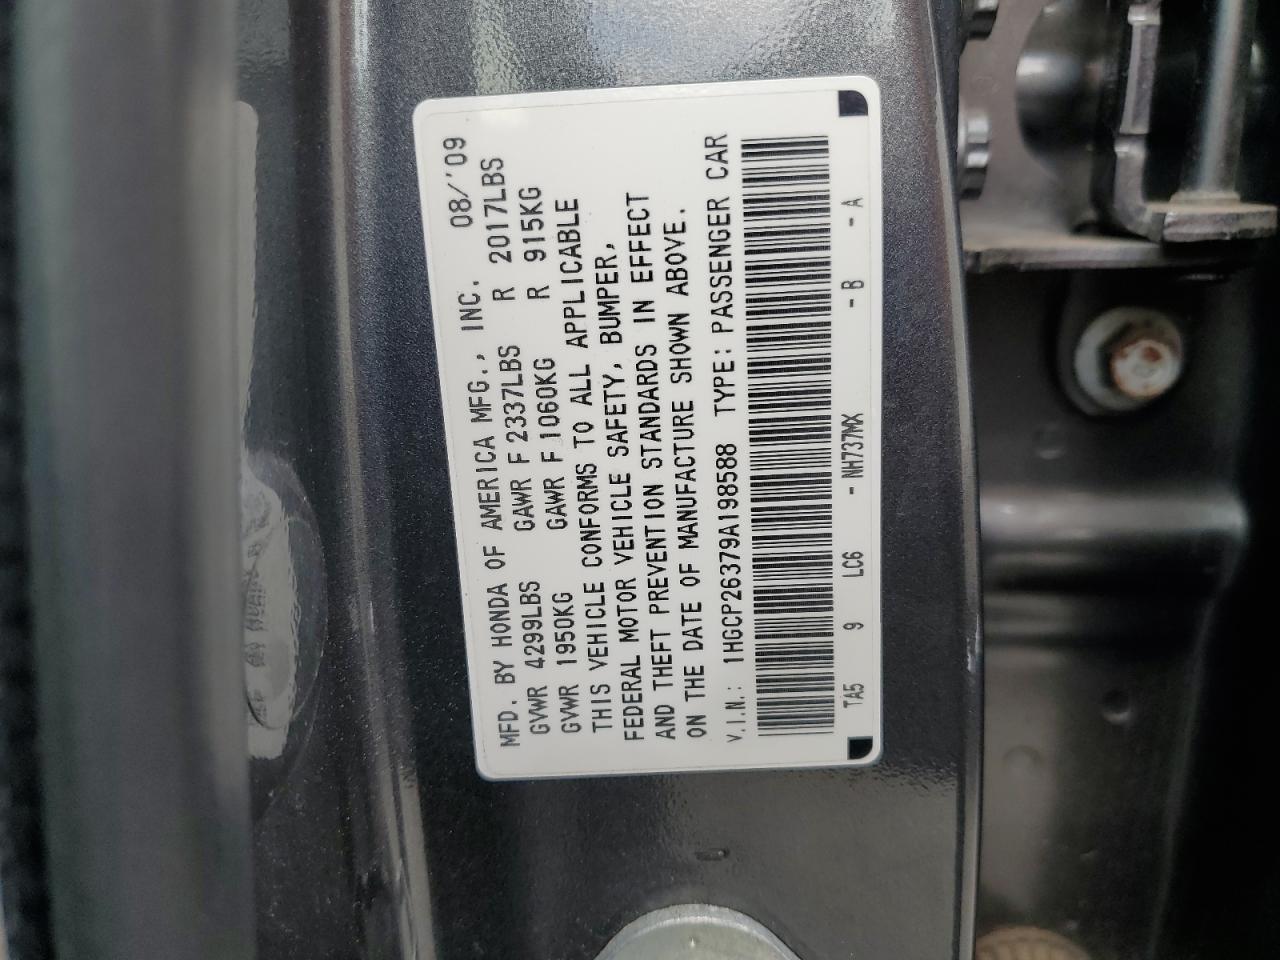 MFD. BY HONDA OF AMERICA MFG., INC. 08/'09
GVWR 4299LBS GAWR F 2337LBS R 2017LBS
GVWR 1950KG GAWR F 1060KG R 915KG
THIS VEHICLE CONFORMS TO ALL APPLICABLE
FEDERAL MOTOR VEHICLE SAFETY, BUMPER,
AND THEFT PREVENTION STANDARDS IN EFFECT
ON THE DATE OF MANUFACTURE SHOWN ABOVE.
V.I.N.: 1HGCP26379A198588 TYPE: PASSENGER CAR
TA5 9 LC6 - NH737MX - B - A